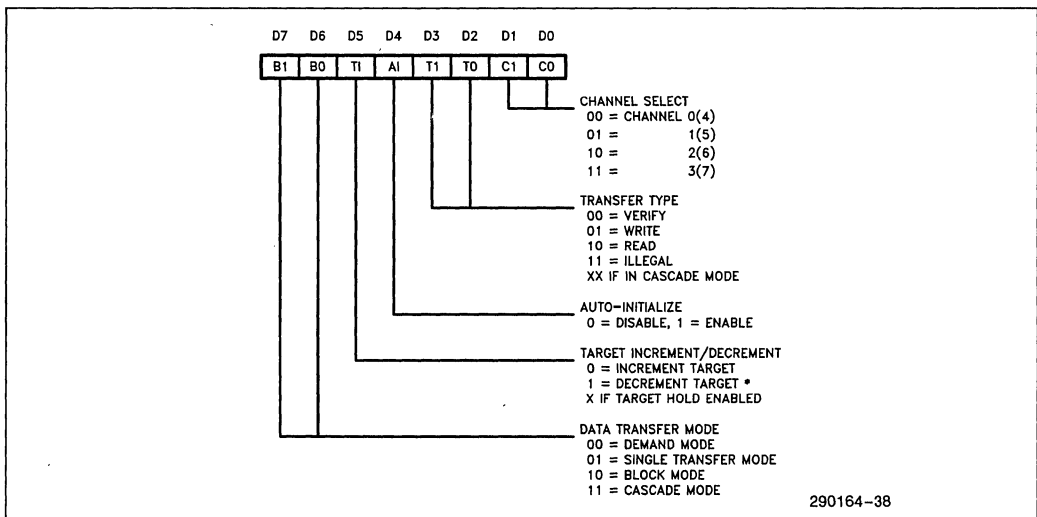 D7 D6 D5 D4 D3 D2 D1 D0
B1 B0 TI AI T1 T0 C1 C0
CHANNEL SELECT
00 = CHANNEL 0(4)
01 = 1(5)
10 = 2(6)
11 = 3(7)
TRANSFER TYPE
00 = VERIFY
01 = WRITE
10 = READ
11 = ILLEGAL
XX IF IN CASCADE MODE
AUTO-INITIALIZE
0 = DISABLE, 1 = ENABLE
TARGET INCREMENT/DECREMENT
0 = INCREMENT TARGET
1 = DECREMENT TARGET *
X IF TARGET HOLD ENABLED
DATA TRANSFER MODE
00 = DEMAND MODE
01 = SINGLE TRANSFER MODE
10 = BLOCK MODE
11 = CASCADE MODE
290164-38